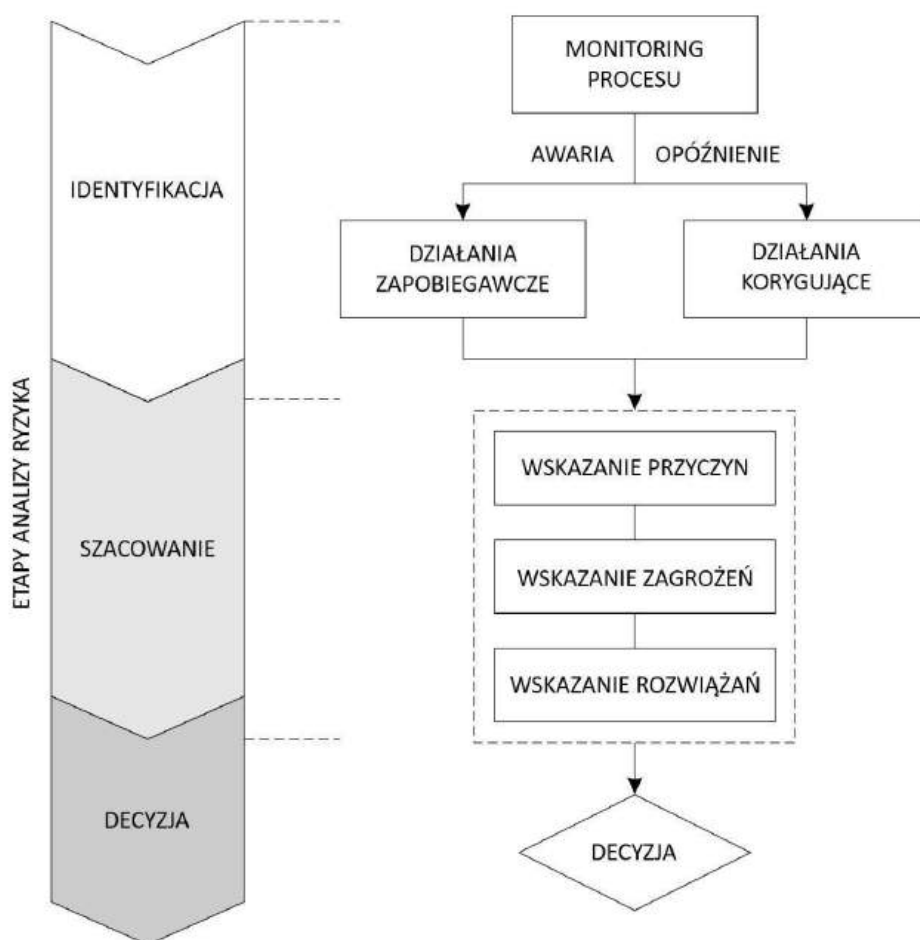 MONITORING
PROCESU
AWARIA
OPÓŹNIENIE
IDENTYFIKACJA
DZIAŁANIA
ZAPOBIEGAWCZE
DZIAŁANIA
KORYGUJĄCE
ETAPY ANALIZY RYZYKA
WSKAZANIE PRZYCZYN
SZACOWANIE
WSKAZANIE ZAGROŻEŃ
WSKAZANIE ROZWIĄŻAŃ
DECYZJA
DECYZJA